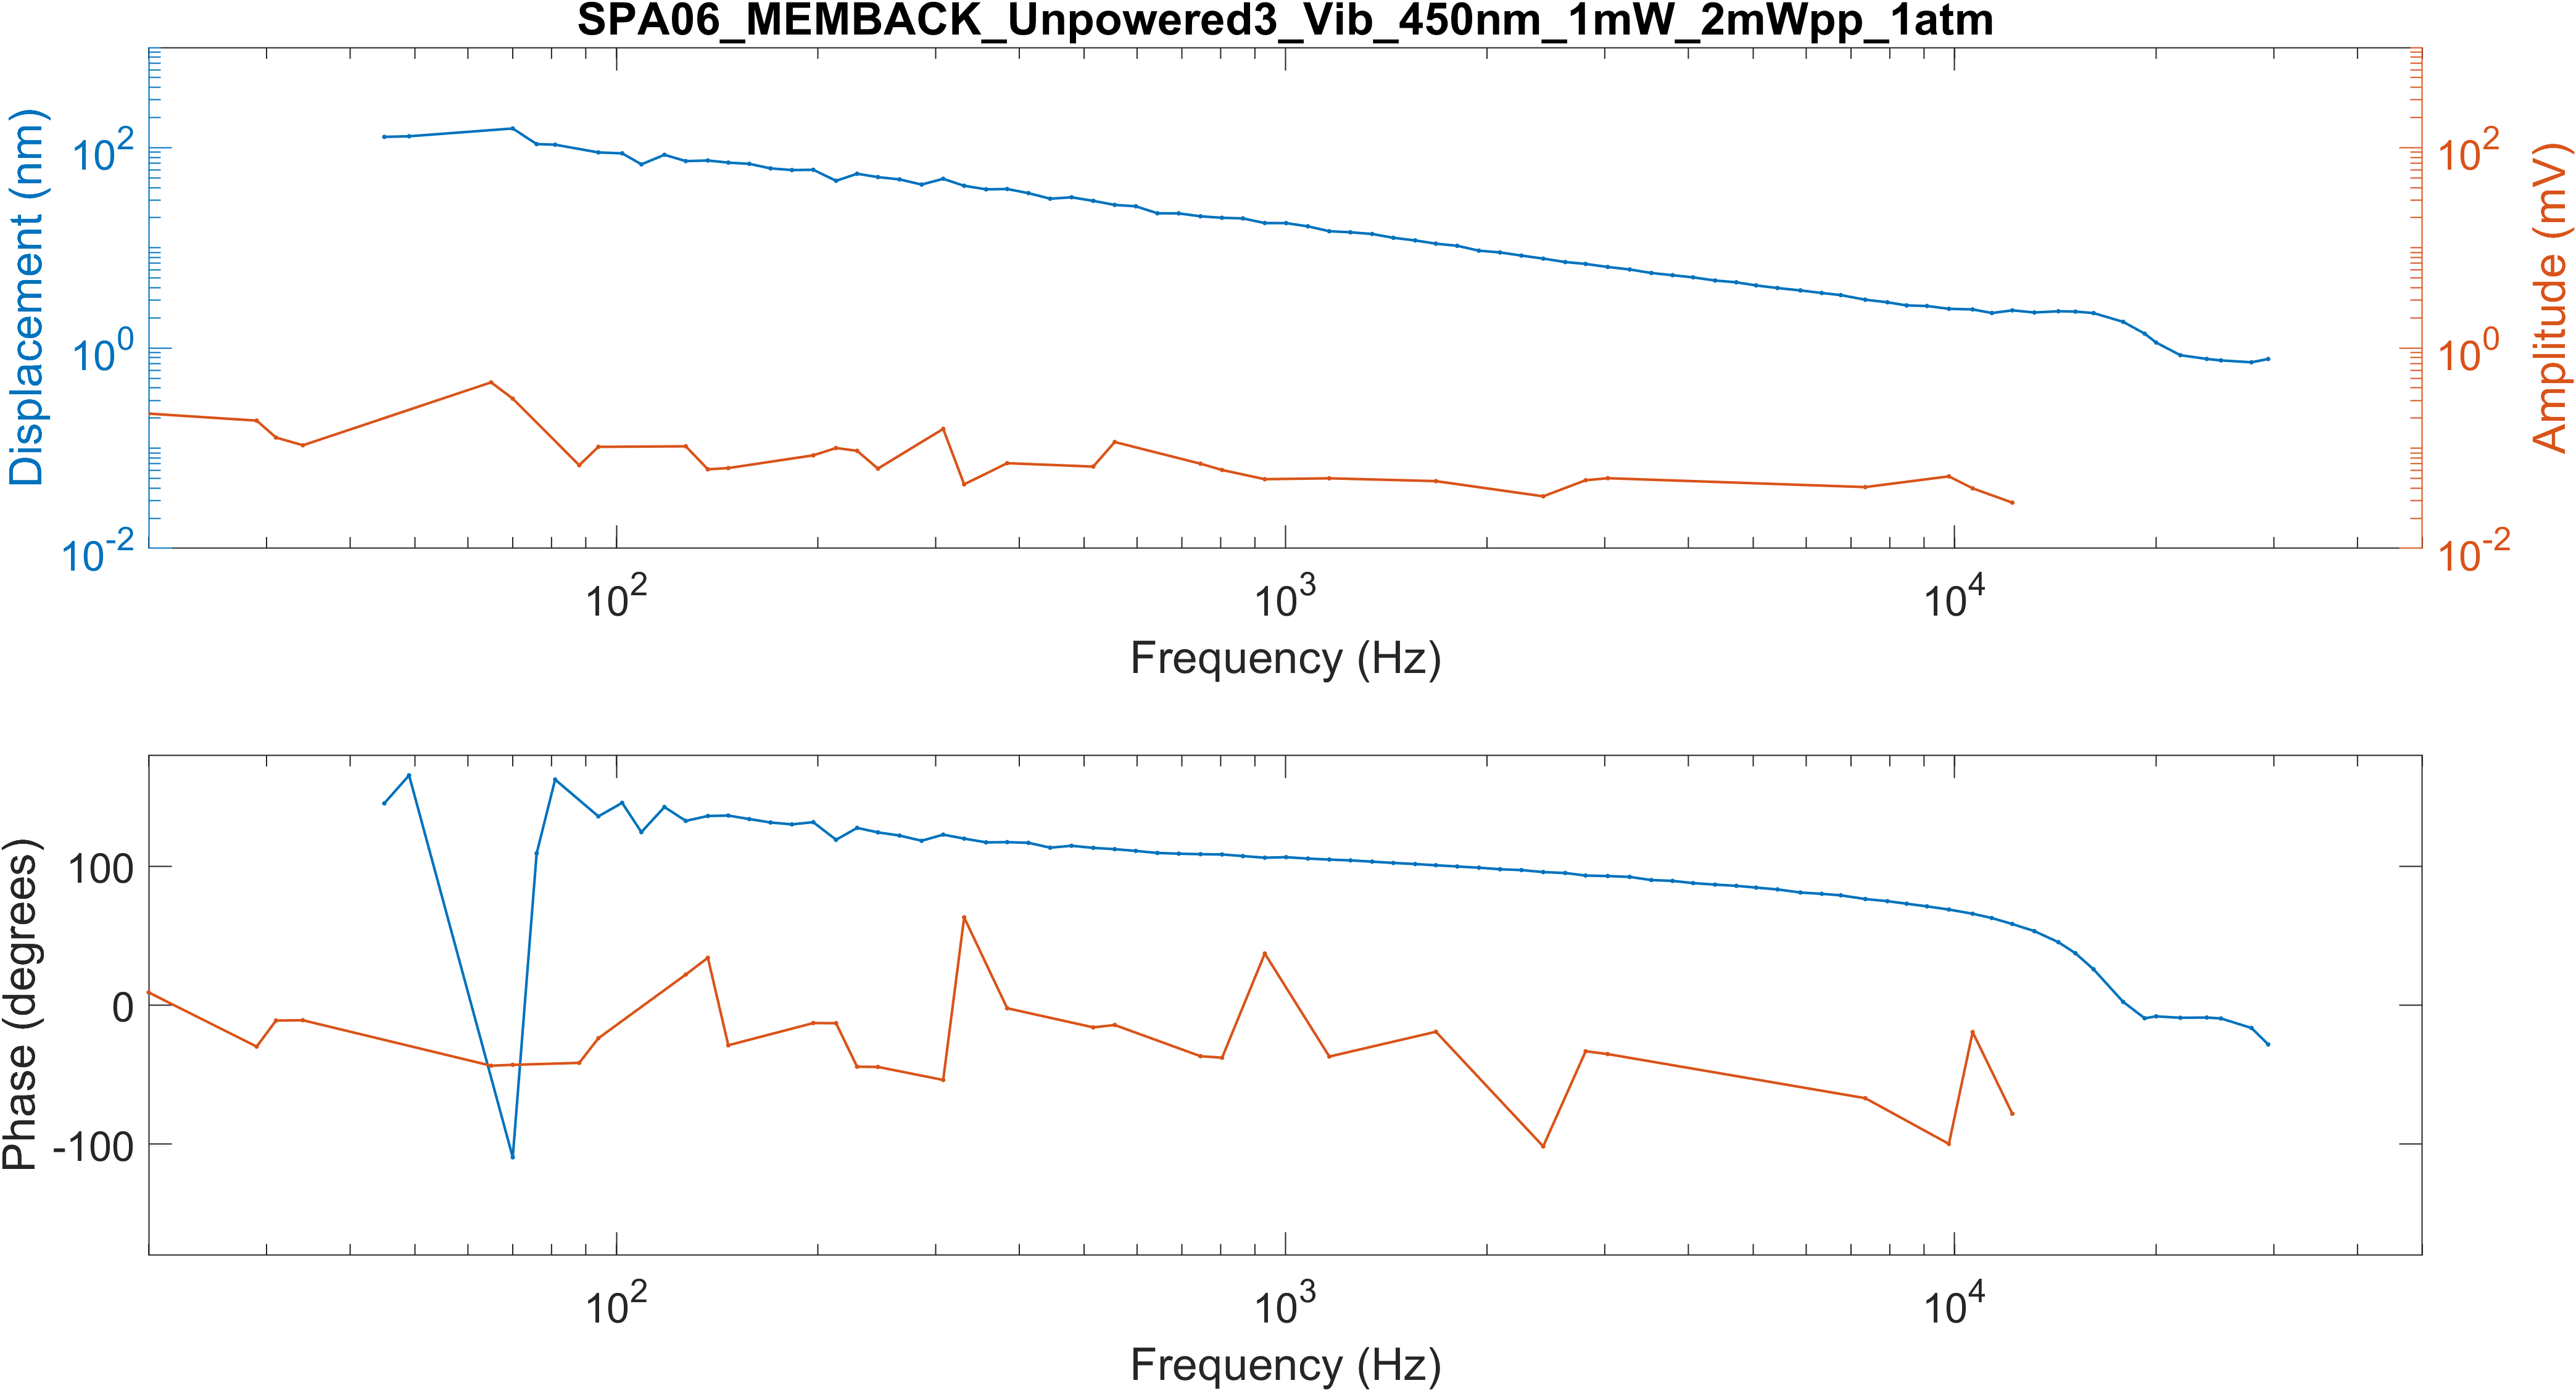 SPA06_MEMBACK_Unpowered3_Vib_450nm_1mW_2mWpp_1atm
Displacement (nm)
10^2
10^0
10^-2
Amplitude (mV)
10^2
10^0
10^-2
10^2 10^3 10^4
Frequency (Hz)
Phase (degrees)
100
0
-100
10^2 10^3 10^4
Frequency (Hz)